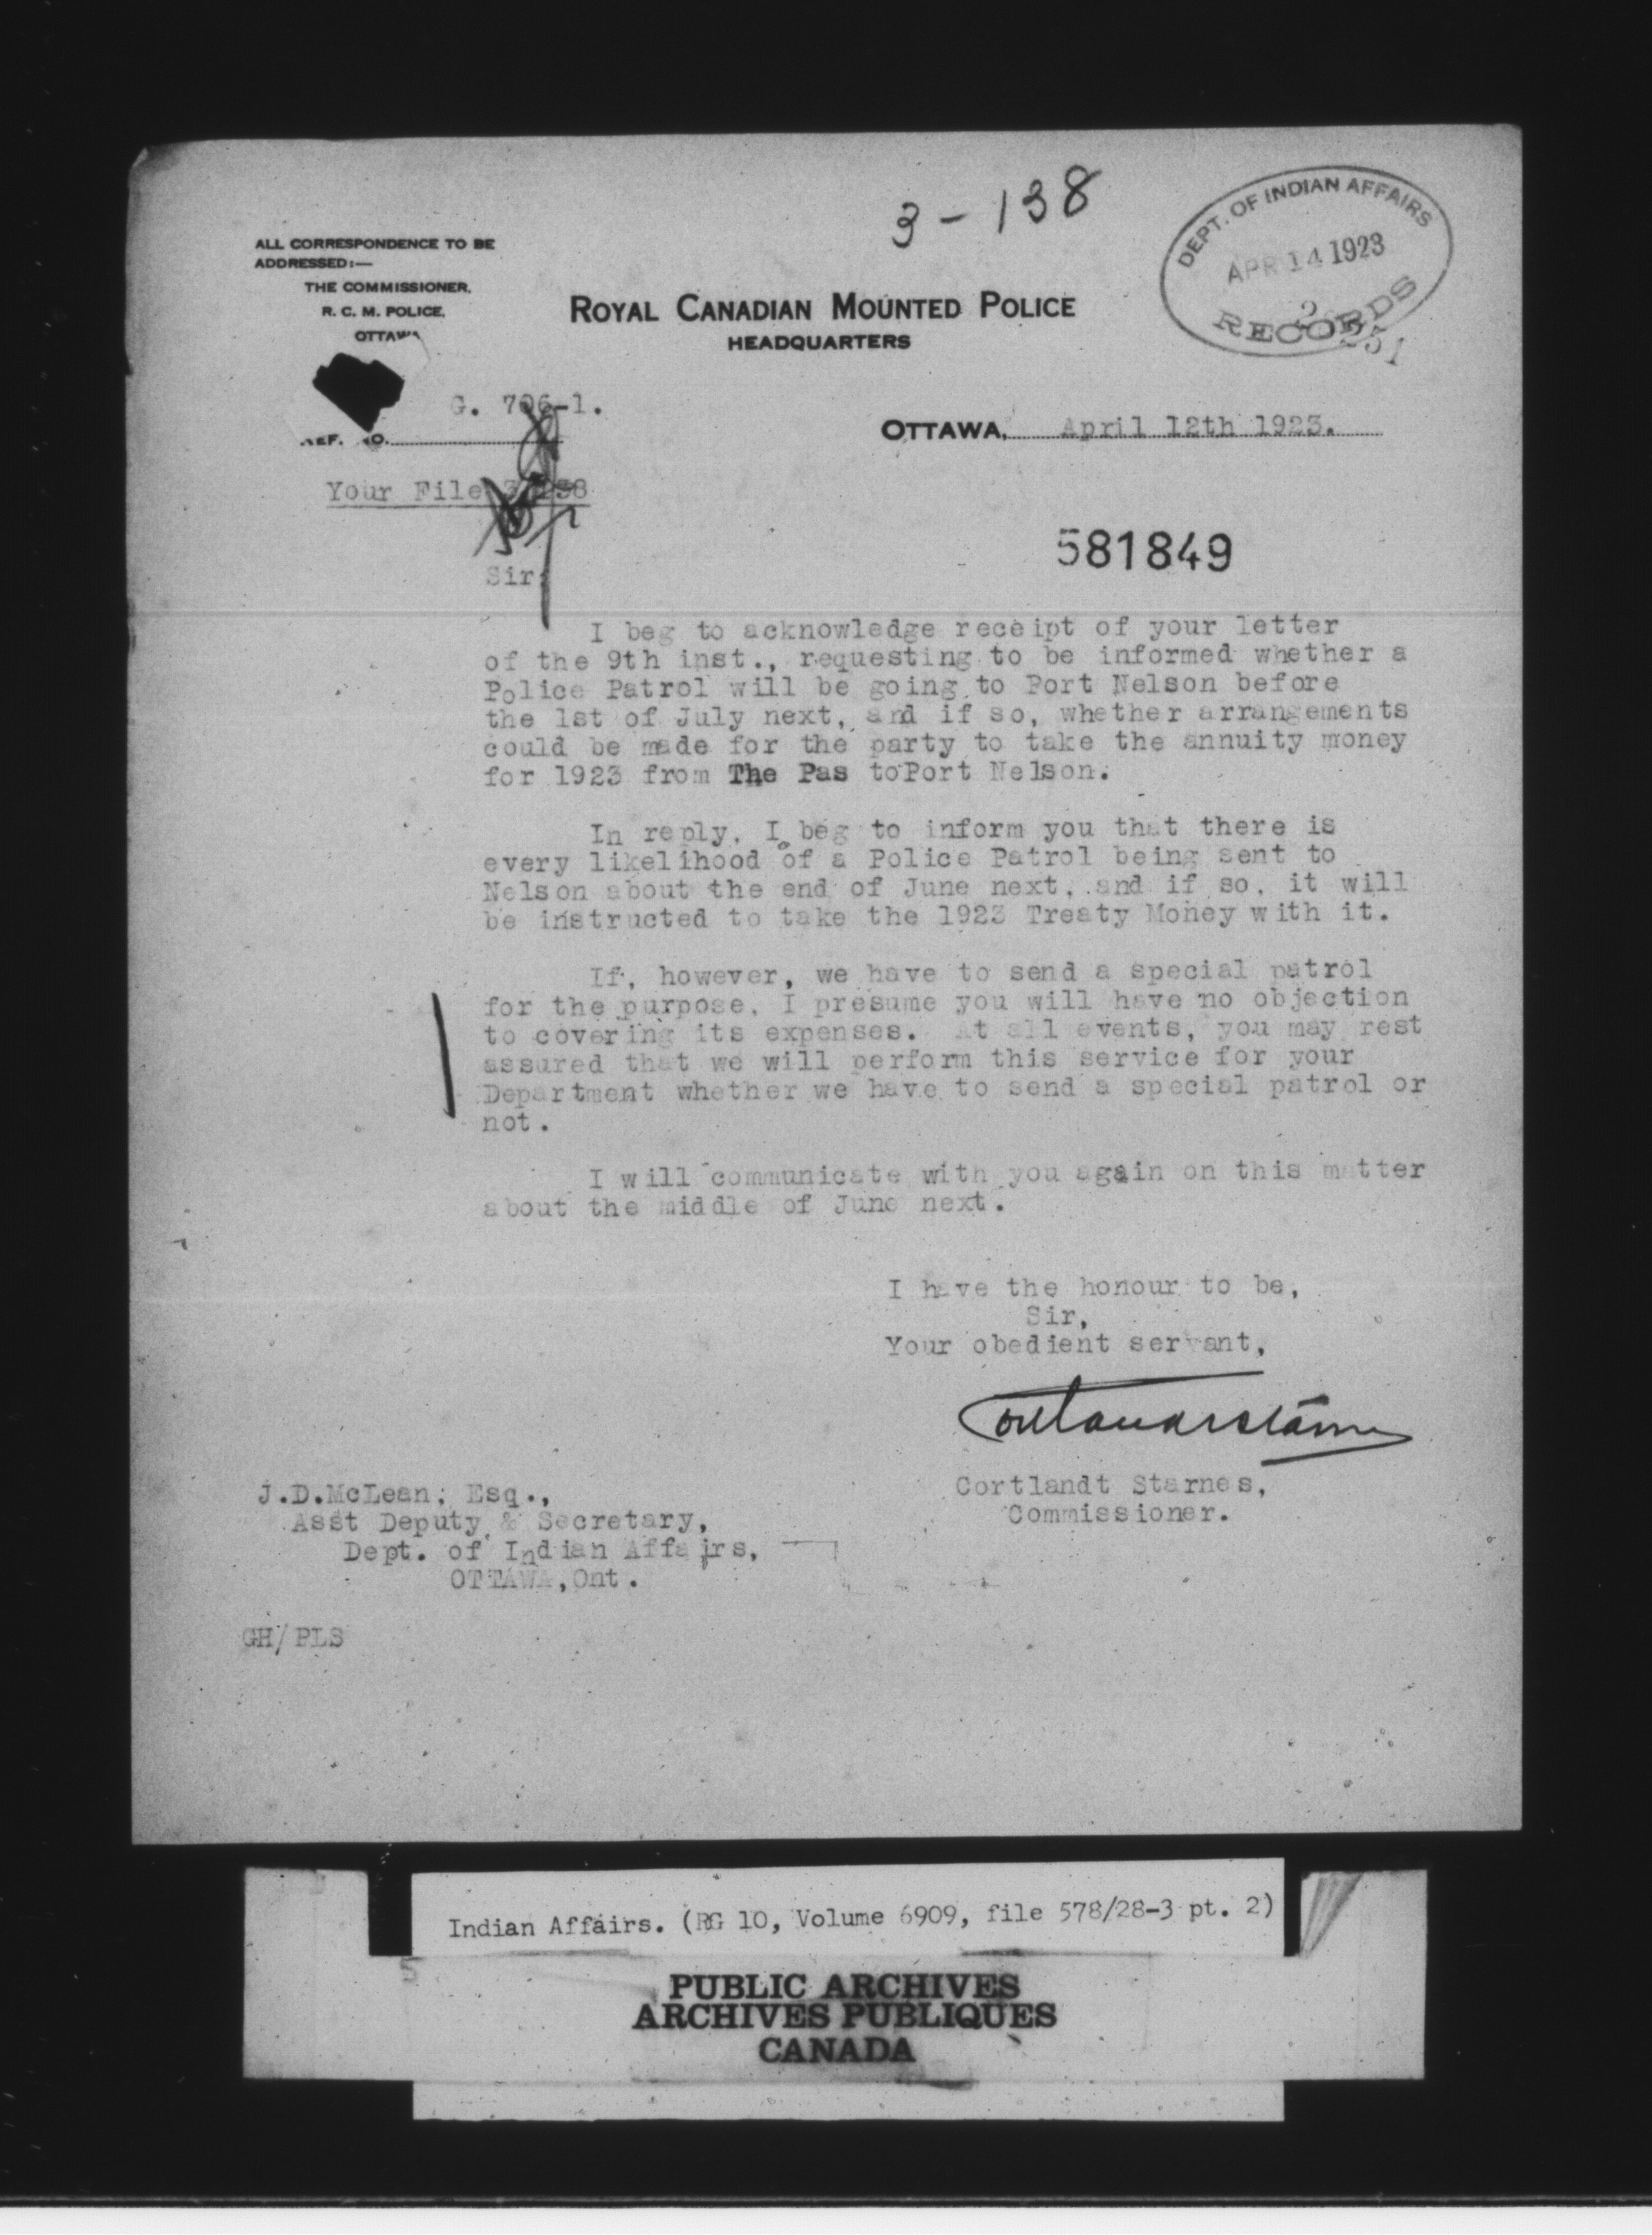 3-138
DEPT. OF INDIAN AFFAIRS
APR 14 1923
RECORDS
ALL CORRESPONDENCE TO BE
ADDRESSED:—
THE COMMISSIONER,
R. C. M. POLICE,
OTTAWA
ROYAL CANADIAN MOUNTED POLICE
HEADQUARTERS
G. 706-1.
REF. NO.
OTTAWA, April 12th 1923.
Your File 3-138
581849
Sir,
I beg to acknowledge receipt of your letter
of the 9th inst., requesting to be informed whether a
Police Patrol will be going to Port Nelson before
the 1st of July next, and if so, whether arrangements
could be made for the party to take the annuity money
for 1923 from The Pas toPort Nelson.
In reply, I beg to inform you that there is
every likelihood of a Police Patrol being sent to
Nelson about the end of June next, and if so, it will
be instructed to take the 1923 Treaty Money with it.
If, however, we have to send a special patrol
for the purpose, I presume you will have no objection
to covering its expenses. At all events, you may rest
assured that we will perform this service for your
Department whether we have to send a special patrol or
not.
I will communicate with you again on this matter
about the middle of June next.
I have the honour to be,
Sir,
Your obedient servant,
Cortlandt Starnes
Cortlandt Starnes,
Commissioner.
J.D.McLean, Esq.,
Asst Deputy & Secretary,
Dept. of Indian Affairs,
OTTAWA,Ont.
GH/PLS
Indian Affairs. (RG 10, Volume 6909, file 578/28-3 pt. 2)
PUBLIC ARCHIVES
ARCHIVES PUBLIQUES
CANADA